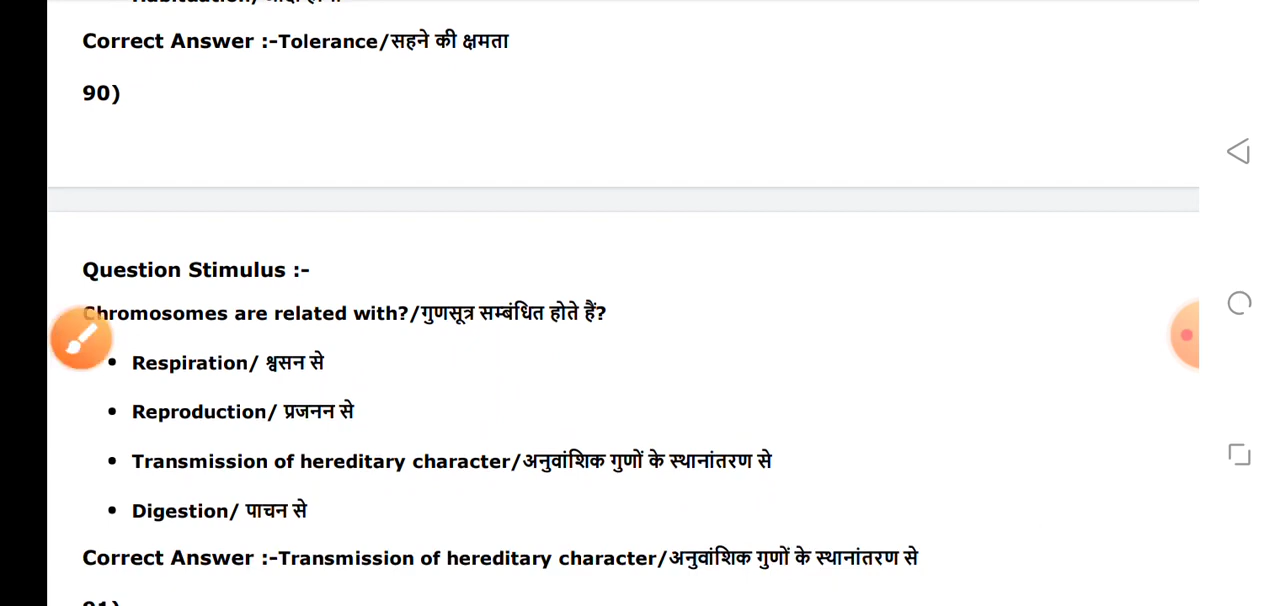 Correct Answer :-Tolerance/सहने की क्षमता
90)
Question Stimulus :-
Chromosomes are related with?/गुणसूत्र सम्बंधित होते हैं?
• Respiration/ श्वसन से
• Reproduction/ प्रजनन से
• Transmission of hereditary character/अनुवांशिक गुणों के स्थानांतरण से
• Digestion/ पाचन से
Correct Answer :-Transmission of hereditary character/अनुवांशिक गुणों के स्थानांतरण से
91)